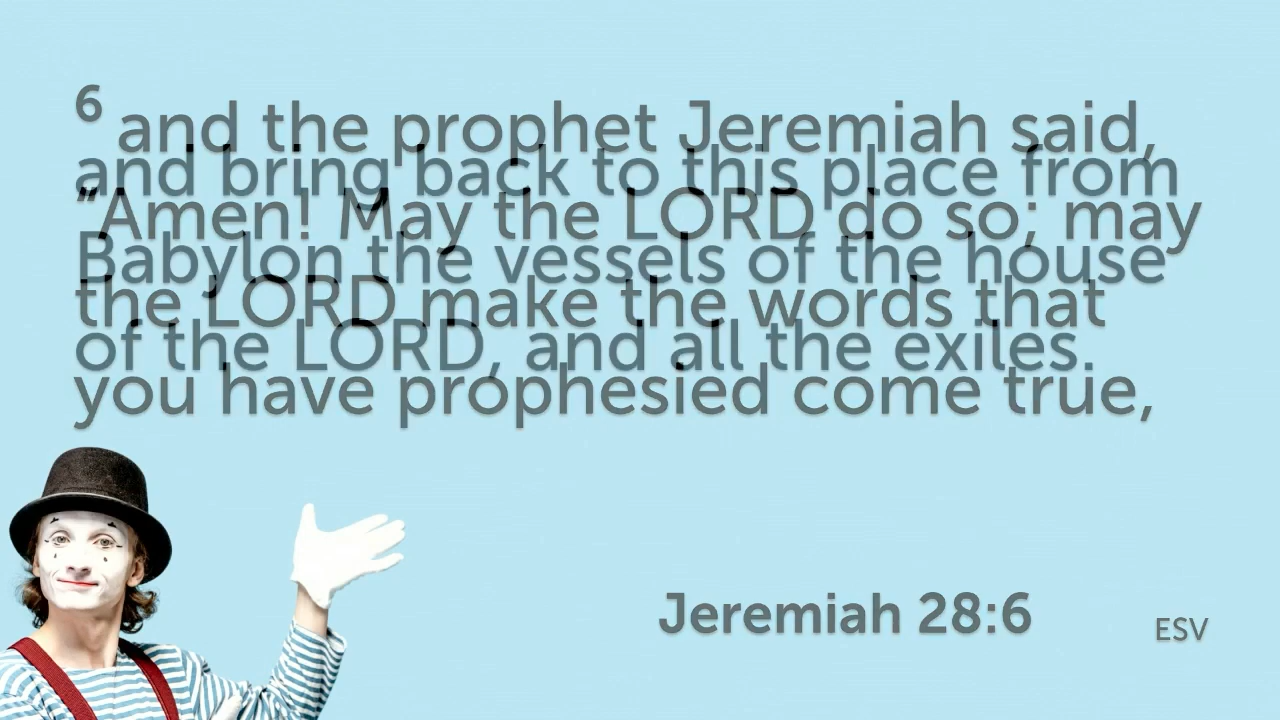 6 and the prophet Jeremiah said,
“Amen! May the LORD do so; may
the LORD make the words that
you have prophesied come true,
and bring back to this place from
Babylon the vessels of the house
of the LORD, and all the exiles.
Jeremiah 28:6
ESV